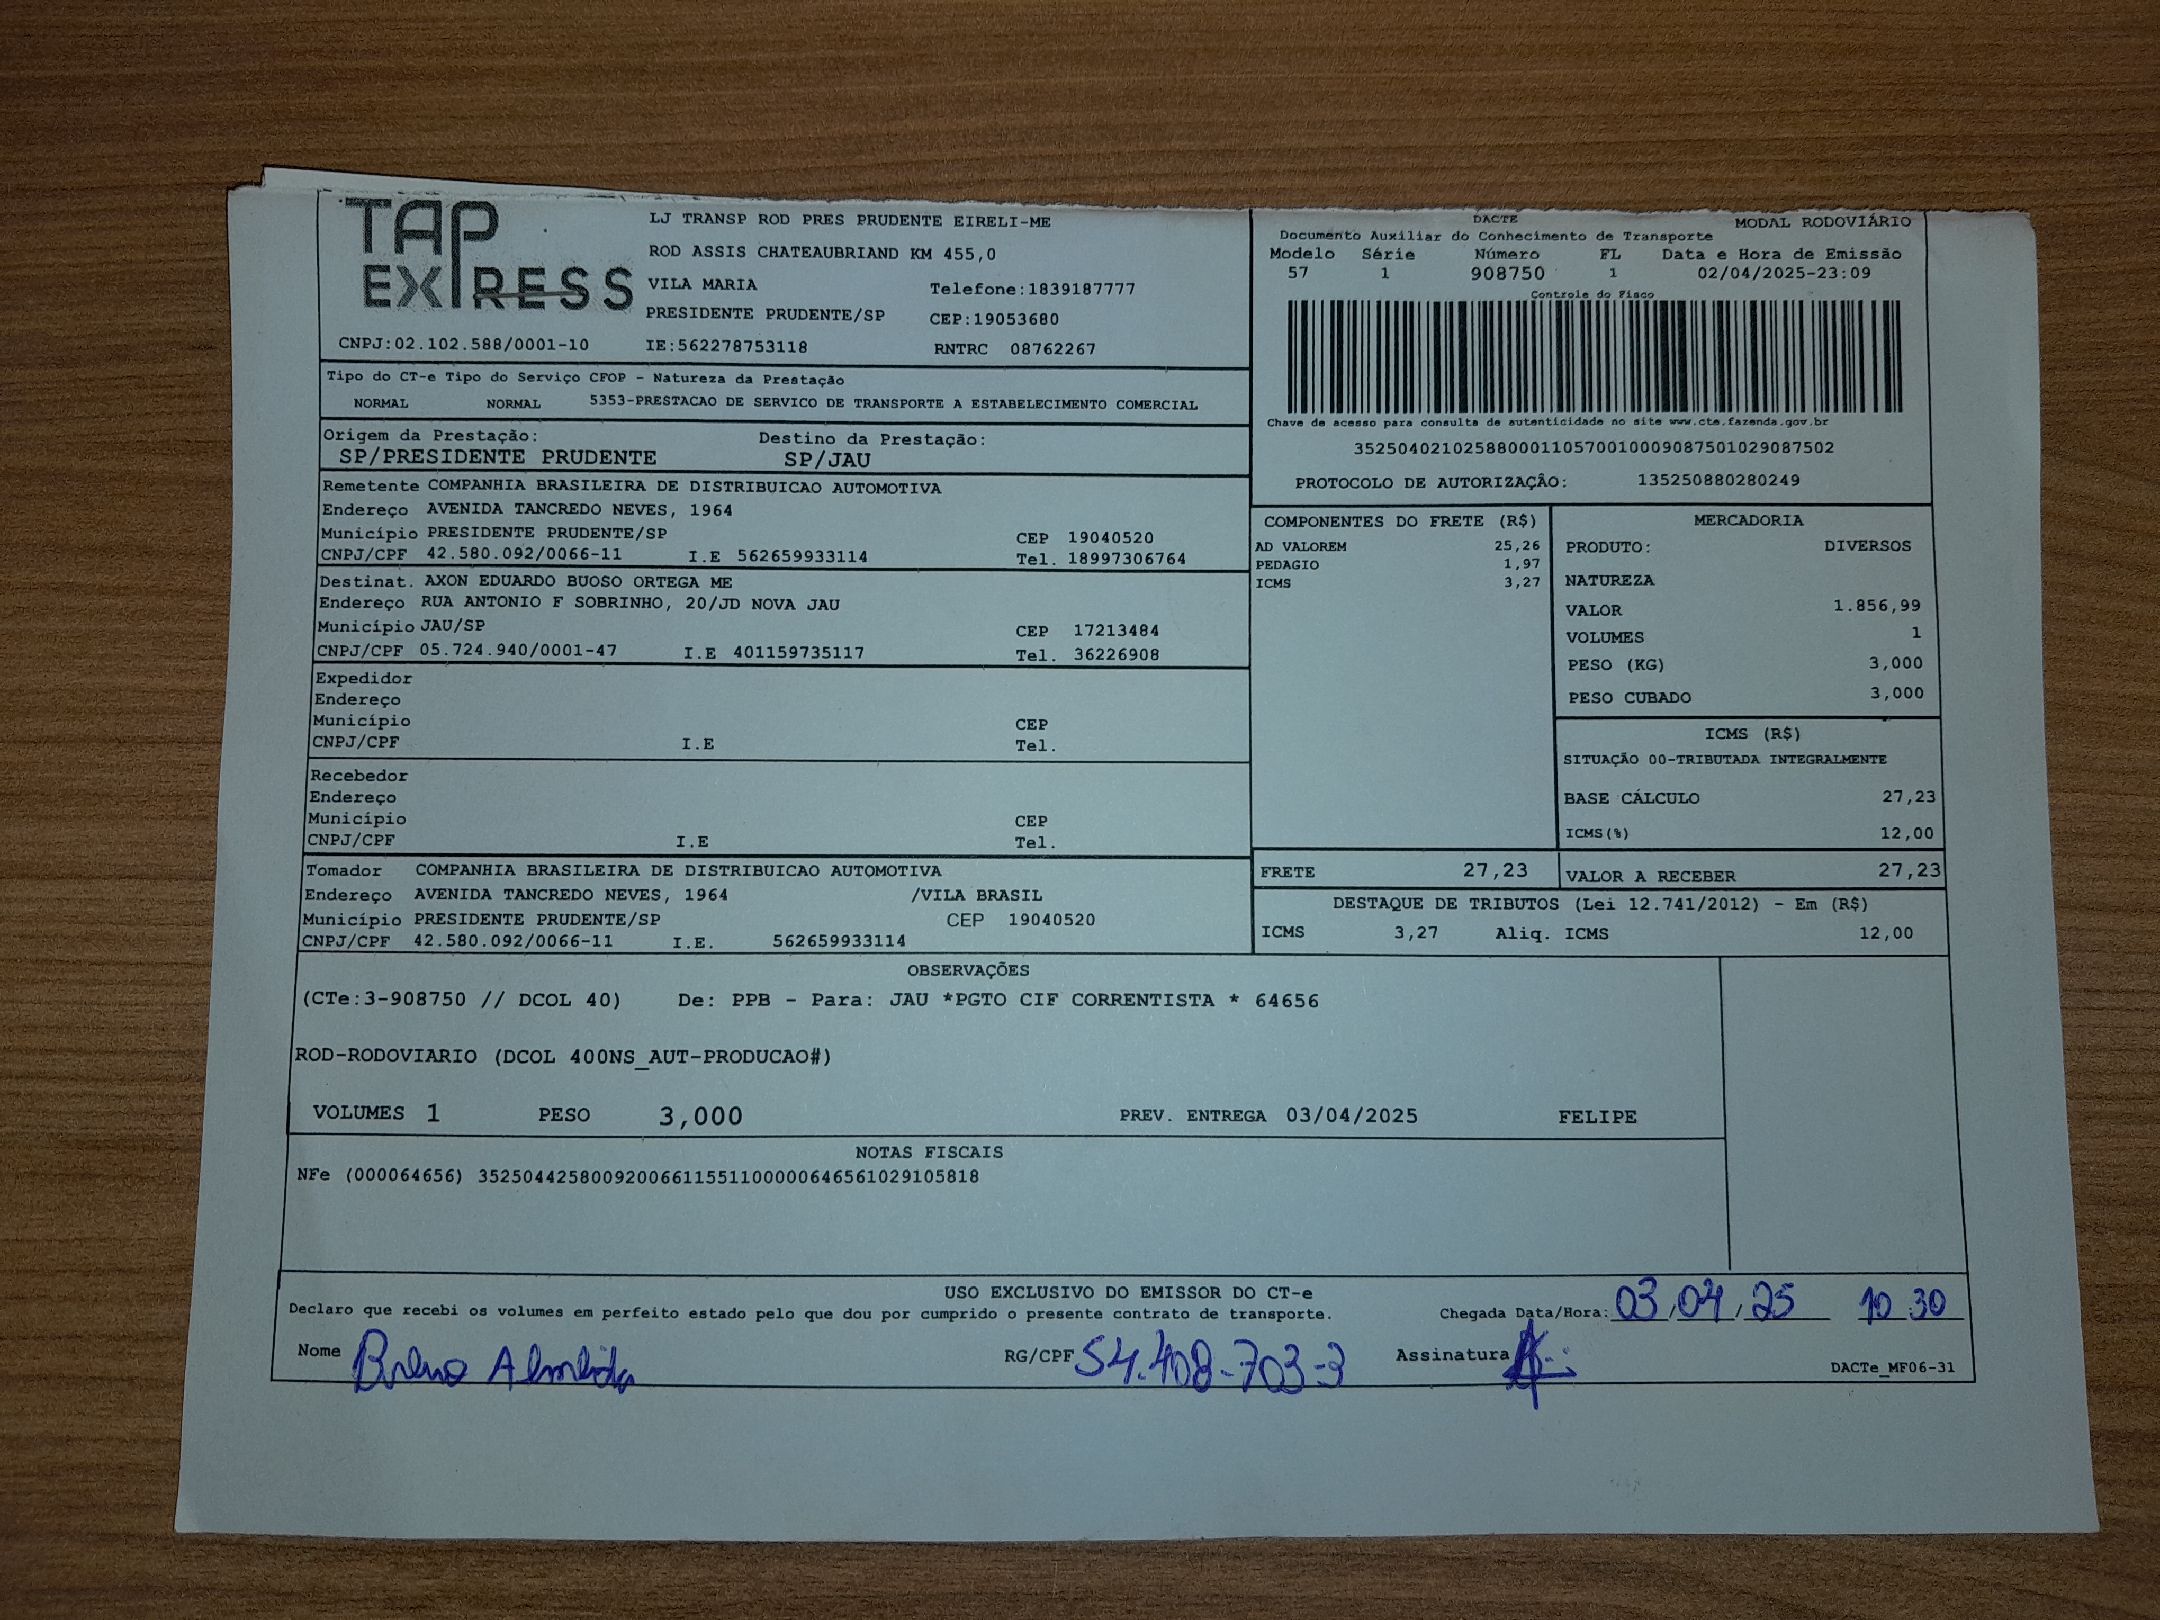 TAP EXPRESS
LJ TRANSP ROD PRES PRUDENTE EIRELI-ME
ROD ASSIS CHATEAUBRIAND KM 455,0
VILA MARIA Telefone:1839187777
PRESIDENTE PRUDENTE/SP CEP:19053680
CNPJ:02.102.588/0001-10 IE:562278753118 RNTRC 08762267
DACTE MODAL RODOVIÁRIO
Documento Auxiliar do Conhecimento de Transporte
Modelo Série Número FL Data e Hora de Emissão
57 1 908750 1 02/04/2025-23:09
Controle do Fisco
Chave de acesso para consulta de autenticidade no site www.cte.fazenda.gov.br
35250402102588000110570010009087501029087502
PROTOCOLO DE AUTORIZAÇÃO: 135250880280249
Tipo do CT-e Tipo do Serviço CFOP - Natureza da Prestação
NORMAL NORMAL 5353-PRESTACAO DE SERVICO DE TRANSPORTE A ESTABELECIMENTO COMERCIAL
Origem da Prestação: Destino da Prestação:
SP/PRESIDENTE PRUDENTE SP/JAU
Remetente COMPANHIA BRASILEIRA DE DISTRIBUICAO AUTOMOTIVA
Endereço AVENIDA TANCREDO NEVES, 1964
Município PRESIDENTE PRUDENTE/SP CEP 19040520
CNPJ/CPF 42.580.092/0066-11 I.E 562659933114 Tel. 18997306764
Destinat. AXON EDUARDO BUOSO ORTEGA ME
Endereço RUA ANTONIO F SOBRINHO, 20/JD NOVA JAU
Município JAU/SP CEP 17213484
CNPJ/CPF 05.724.940/0001-47 I.E 401159735117 Tel. 36226908
Expedidor
Endereço
Município CEP
CNPJ/CPF I.E Tel.
Recebedor
Endereço
Município CEP
CNPJ/CPF I.E Tel.
Tomador COMPANHIA BRASILEIRA DE DISTRIBUICAO AUTOMOTIVA
Endereço AVENIDA TANCREDO NEVES, 1964 /VILA BRASIL
Município PRESIDENTE PRUDENTE/SP CEP 19040520
CNPJ/CPF 42.580.092/0066-11 I.E. 562659933114
COMPONENTES DO FRETE (R$)
AD VALOREM 25,26
PEDAGIO 1,97
ICMS 3,27
MERCADORIA
PRODUTO: DIVERSOS
NATUREZA
VALOR 1.856,99
VOLUMES 1
PESO (KG) 3,000
PESO CUBADO 3,000
ICMS (R$)
SITUAÇÃO 00-TRIBUTADA INTEGRALMENTE
BASE CÁLCULO 27,23
ICMS(%) 12,00
FRETE 27,23 VALOR A RECEBER 27,23
DESTAQUE DE TRIBUTOS (Lei 12.741/2012) - Em (R$)
ICMS 3,27 Aliq. ICMS 12,00
OBSERVAÇÕES
(CTe:3-908750 // DCOL 40) De: PPB - Para: JAU *PGTO CIF CORRENTISTA * 64656
ROD-RODOVIARIO (DCOL 400NS_AUT-PRODUCAO#)
VOLUMES 1 PESO 3,000 PREV. ENTREGA 03/04/2025 FELIPE
NOTAS FISCAIS
NFe (000064656) 35250442580092006611551100000646561029105818
USO EXCLUSIVO DO EMISSOR DO CT-e
Declaro que recebi os volumes em perfeito estado pelo que dou por cumprido o presente contrato de transporte. Chegada Data/Hora: 03/04/25 10 30
Nome Breno Almeida RG/CPF 54.408-703-3 Assinatura
DACTe_MF06-31